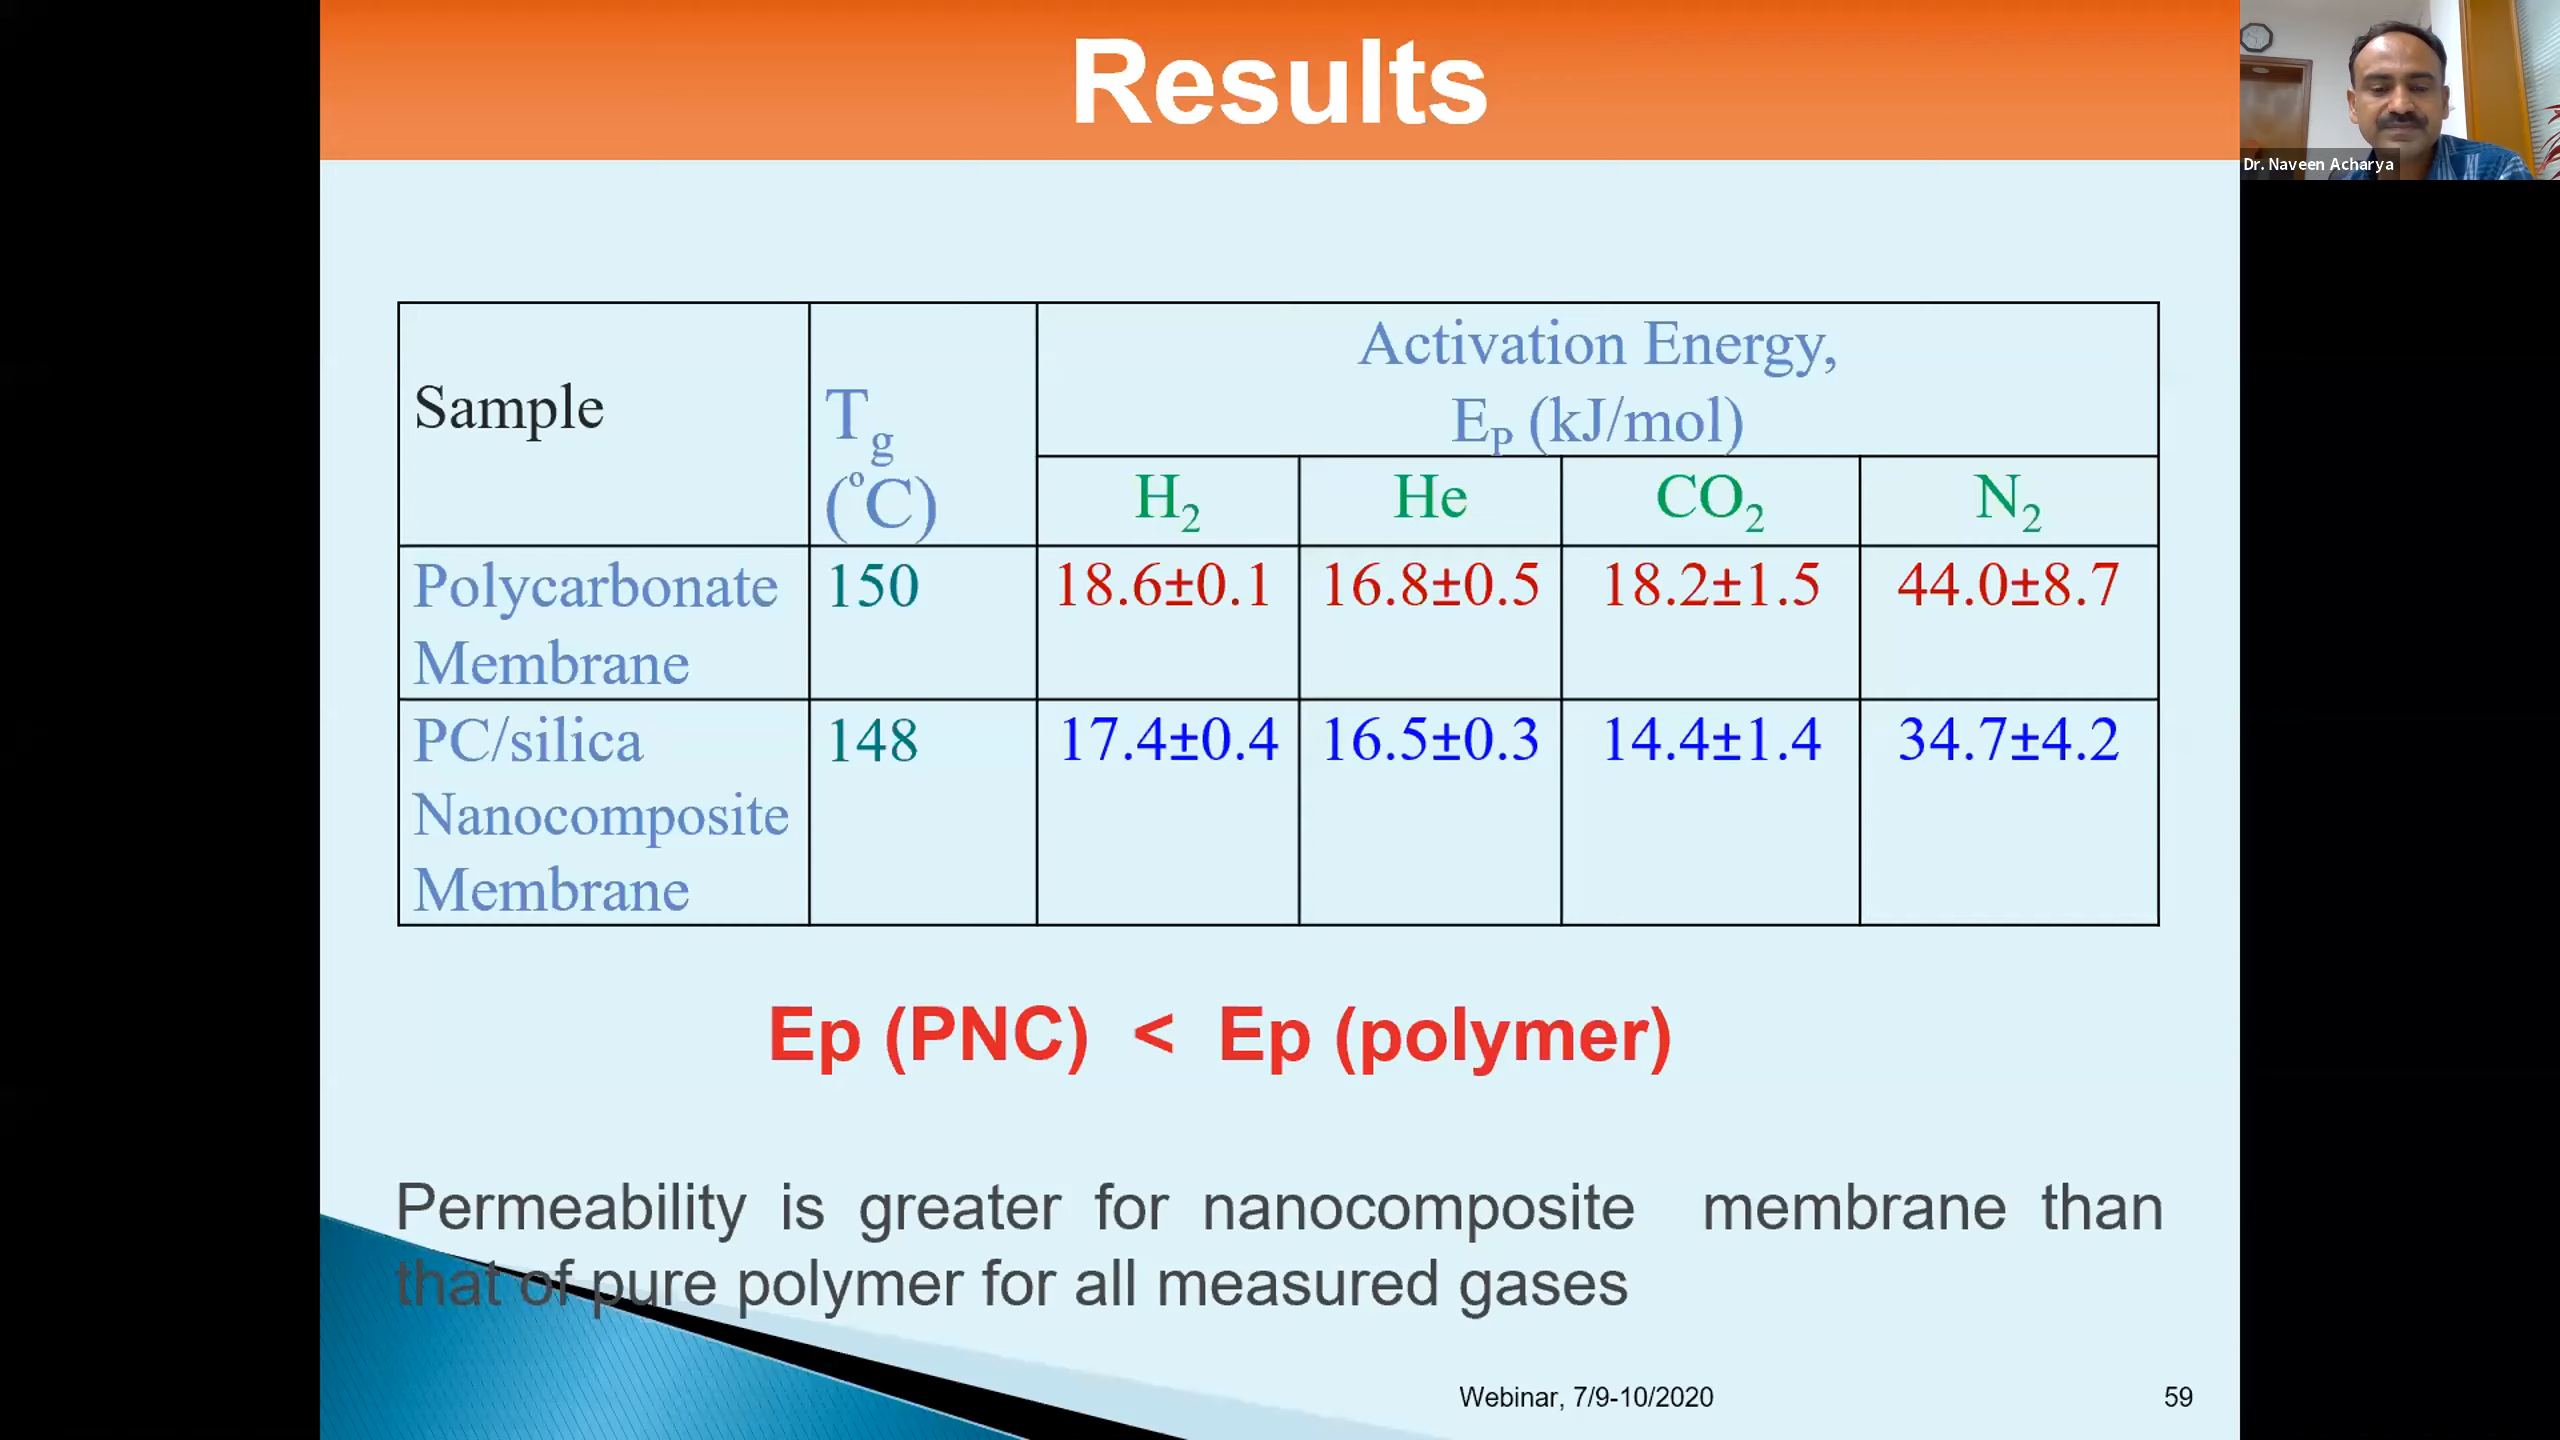 Results
Dr. Naveen Acharya
Sample
Tg
(°C)
Activation Energy,
EP (kJ/mol)
H2 He CO2 N2
Polycarbonate
Membrane
150 18.6±0.1 16.8±0.5 18.2±1.5 44.0±8.7
PC/silica
Nanocomposite
Membrane
148 17.4±0.4 16.5±0.3 14.4±1.4 34.7±4.2
Ep (PNC) < Ep (polymer)
Permeability is greater for nanocomposite membrane than
that of pure polymer for all measured gases
Webinar, 7/9-10/2020
59